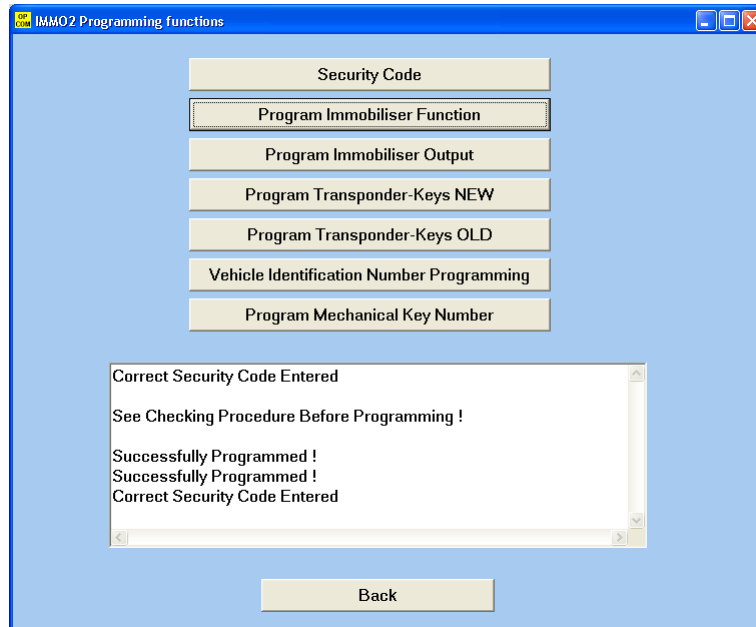 OP
COM
IMMO2 Programming functions
Security Code
Program Immobiliser Function
Program Immobiliser Output
Program Transponder-Keys NEW
Program Transponder-Keys OLD
Vehicle Identification Number Programming
Program Mechanical Key Number
Correct Security Code Entered
See Checking Procedure Before Programming !
Successfully Programmed !
Successfully Programmed !
Correct Security Code Entered
Back